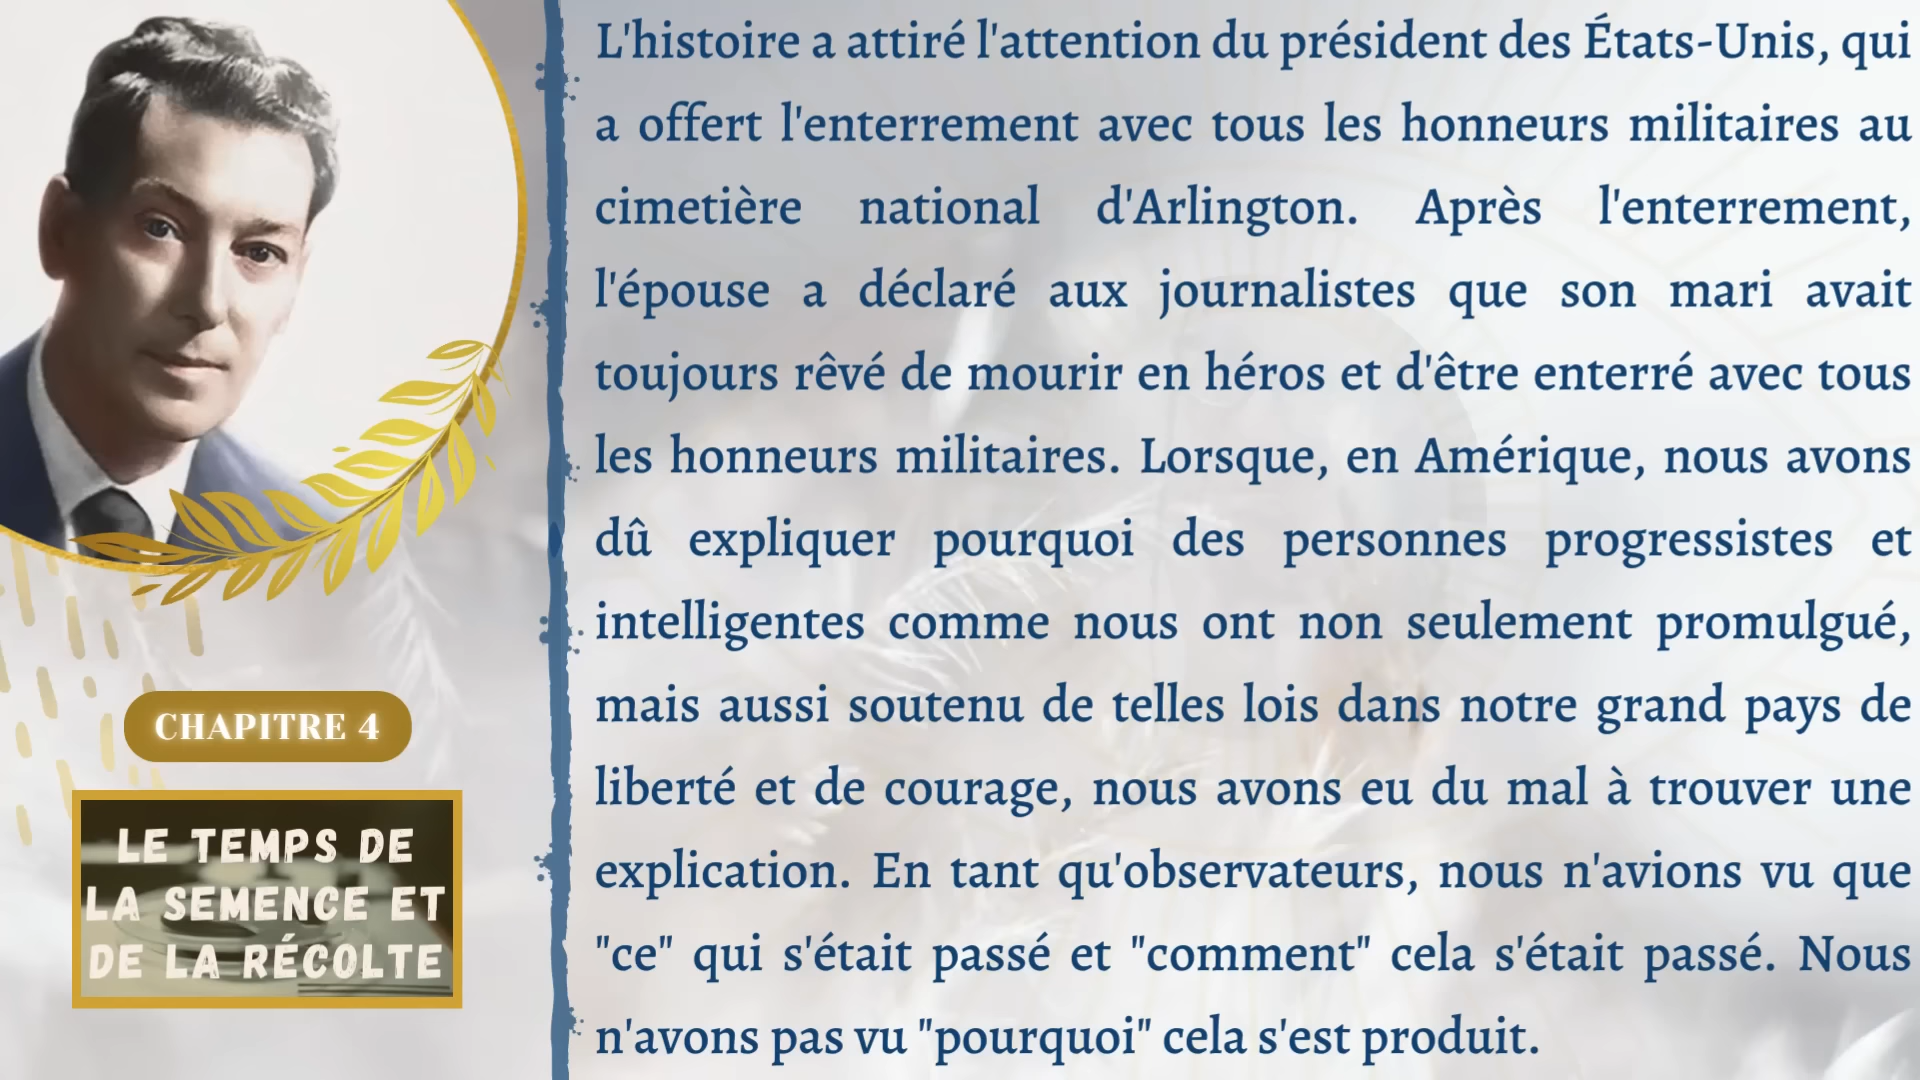 L'histoire a attiré l'attention du président des États-Unis, qui
a offert l'enterrement avec tous les honneurs militaires au
cimetière national d'Arlington. Après l'enterrement,
l'épouse a déclaré aux journalistes que son mari avait
toujours rêvé de mourir en héros et d'être enterré avec tous
les honneurs militaires. Lorsque, en Amérique, nous avons
dû expliquer pourquoi des personnes progressistes et
intelligentes comme nous ont non seulement promulgué,
mais aussi soutenu de telles lois dans notre grand pays de
liberté et de courage, nous avons eu du mal à trouver une
explication. En tant qu'observateurs, nous n'avions vu que
"ce" qui s'était passé et "comment" cela s'était passé. Nous
n'avons pas vu "pourquoi" cela s'est produit.
CHAPITRE 4
LE TEMPS DE
LA SEMENCE ET
DE LA RÉCOLTE